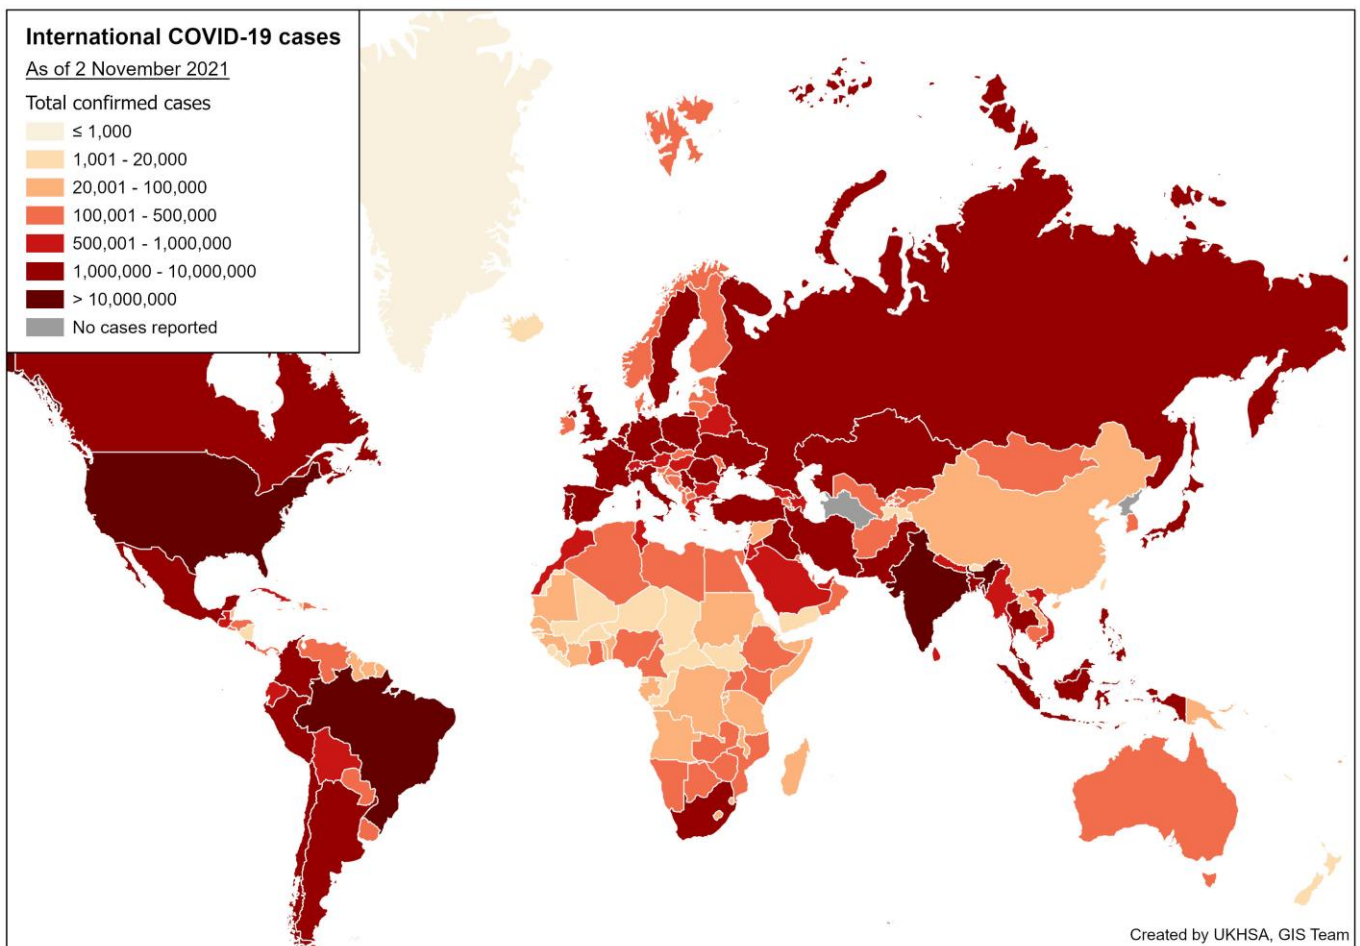 International COVID-19 cases
As of 2 November 2021
Total confirmed cases
≤ 1,000
1,001 - 20,000
20,001 - 100,000
100,001 - 500,000
500,001 - 1,000,000
1,000,000 - 10,000,000
> 10,000,000
No cases reported
Created by UKHSA, GIS Team